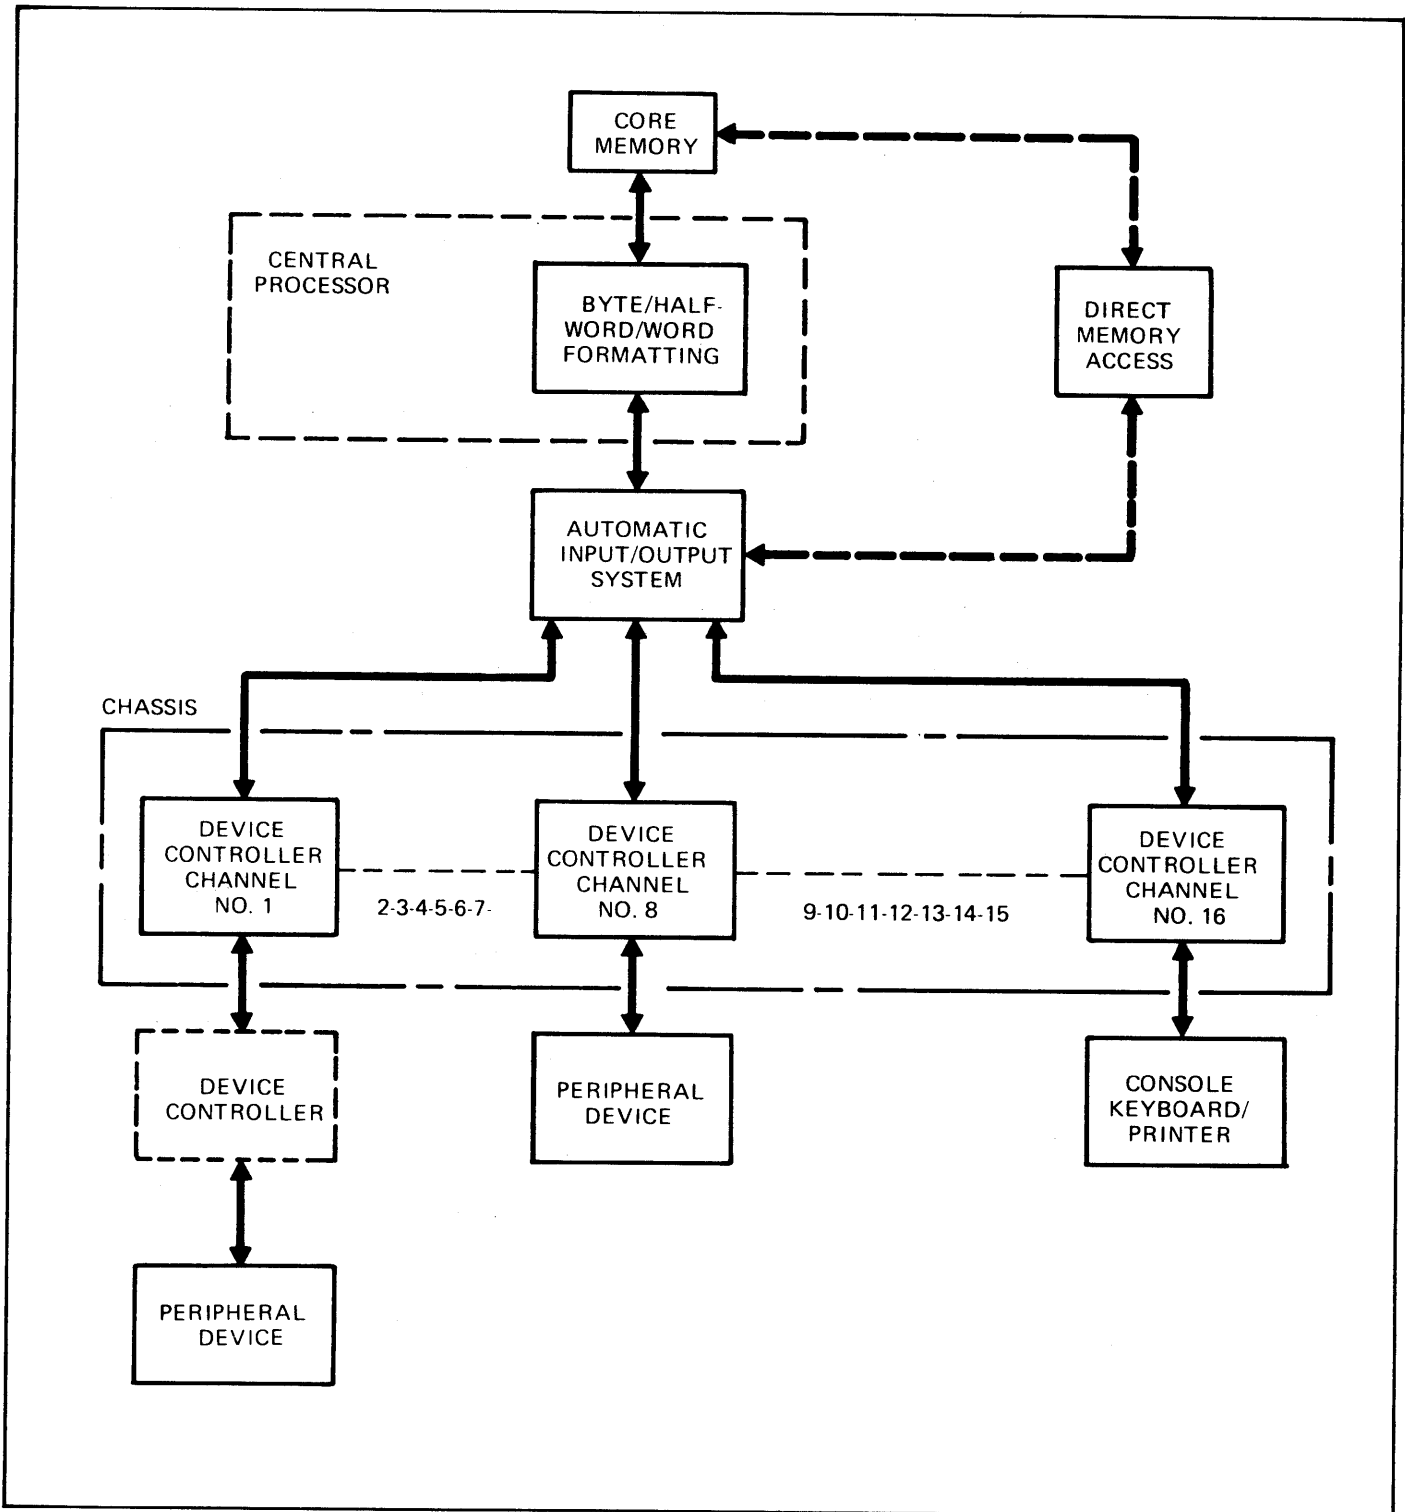 CORE
MEMORY
CENTRAL
PROCESSOR
BYTE/HALF-
WORD/WORD
FORMATTING
DIRECT
MEMORY
ACCESS
AUTOMATIC
INPUT/OUTPUT
SYSTEM
CHASSIS
DEVICE
CONTROLLER
CHANNEL
NO. 1
2-3-4-5-6-7-
DEVICE
CONTROLLER
CHANNEL
NO. 8
9-10-11-12-13-14-15
DEVICE
CONTROLLER
CHANNEL
NO. 16
DEVICE
CONTROLLER
PERIPHERAL
DEVICE
CONSOLE
KEYBOARD/
PRINTER
PERIPHERAL
DEVICE